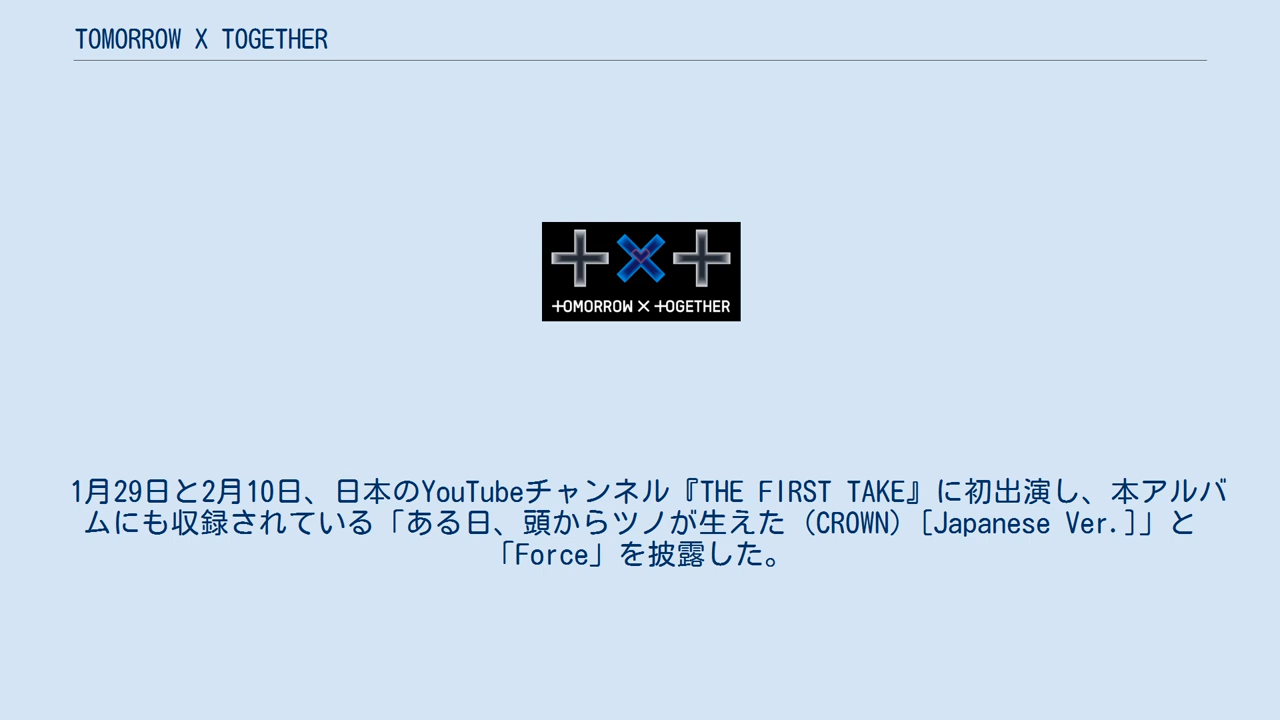 TOMORROW X TOGETHER
TOMORROW X TOGETHER
1月29日と2月10日、日本のYouTubeチャンネル『THE FIRST TAKE』に初出演し、本アルバ
ムにも収録されている「ある日、頭からツノが生えた（CROWN）[Japanese Ver.]」と
「Force」を披露した。